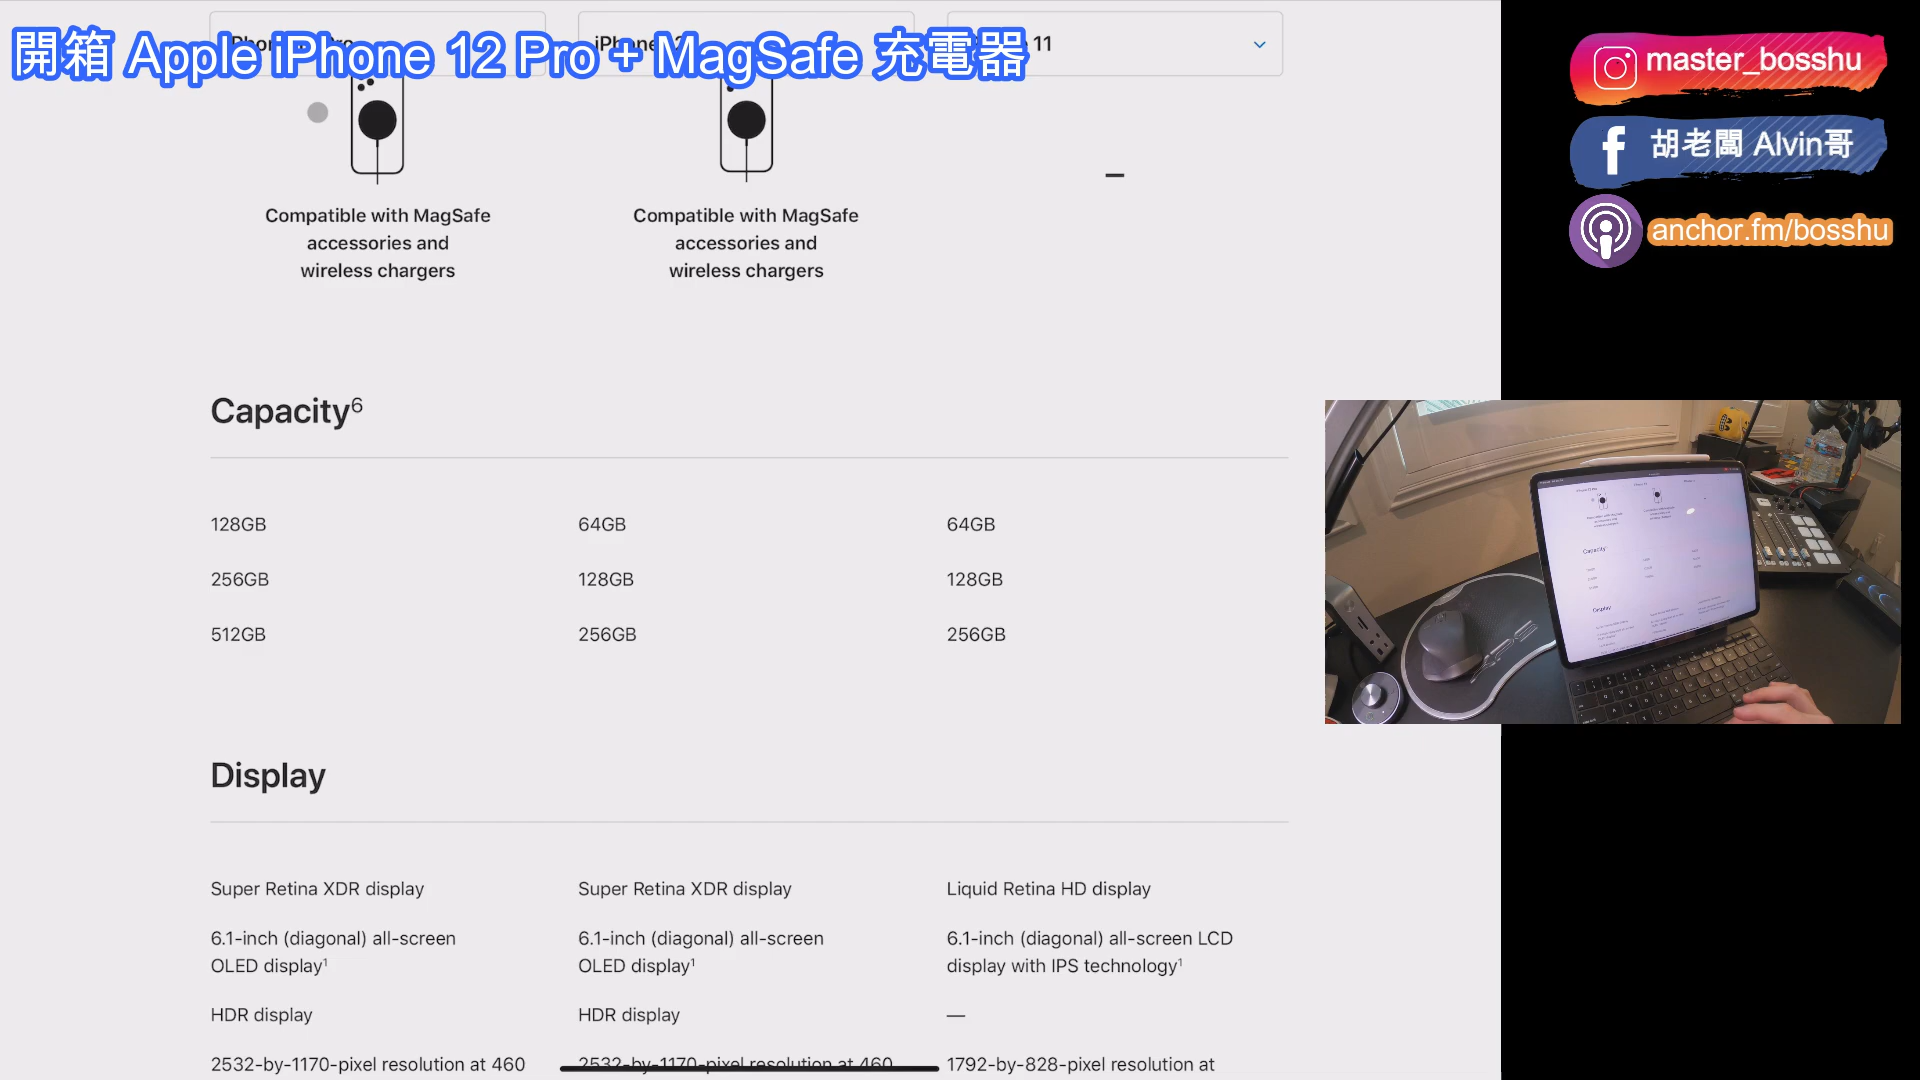 開箱 Apple iPhone 12 Pro + MagSafe 充電器
11
master_bosshu
胡老闆 Alvin哥
anchor.fm/bosshu
Compatible with MagSafe
accessories and
wireless chargers
Compatible with MagSafe
accessories and
wireless chargers
–
Capacity6
128GB
64GB
64GB
256GB
128GB
128GB
512GB
256GB
256GB
Display
Super Retina XDR display
Super Retina XDR display
Liquid Retina HD display
6.1-inch (diagonal) all-screen
OLED display1
6.1-inch (diagonal) all-screen
OLED display1
6.1-inch (diagonal) all-screen LCD
display with IPS technology1
HDR display
HDR display
—
2532-by-1170-pixel resolution at 460
2532-by-1170-pixel resolution at 460
1792-by-828-pixel resolution at
Capacity
Display